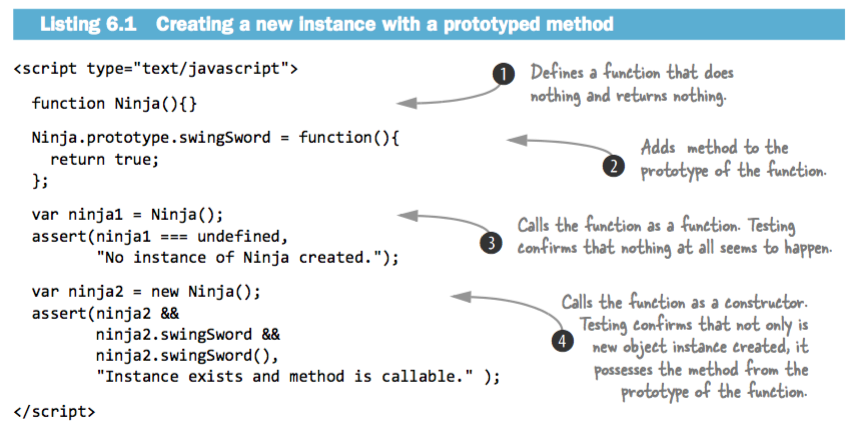 Listing 6.1 Creating a new instance with a prototyped method
<script type="text/javascript">
function Ninja(){}
1 Defines a function that does
nothing and returns nothing.
Ninja.prototype.swingSword = function(){
return true;
};
Adds method to the
2 prototype of the function.
var ninja1 = Ninja();
assert(ninja1 === undefined,
"No instance of Ninja created.");
Calls the function as a function. Testing
3 confirms that nothing at all seems to happen.
var ninja2 = new Ninja();
assert(ninja2 &&
ninja2.swingSword &&
ninja2.swingSword(),
"Instance exists and method is callable." );
Calls the function as a constructor.
Testing confirms that not only is
4 new object instance created, it
possesses the method from the
prototype of the function.
</script>